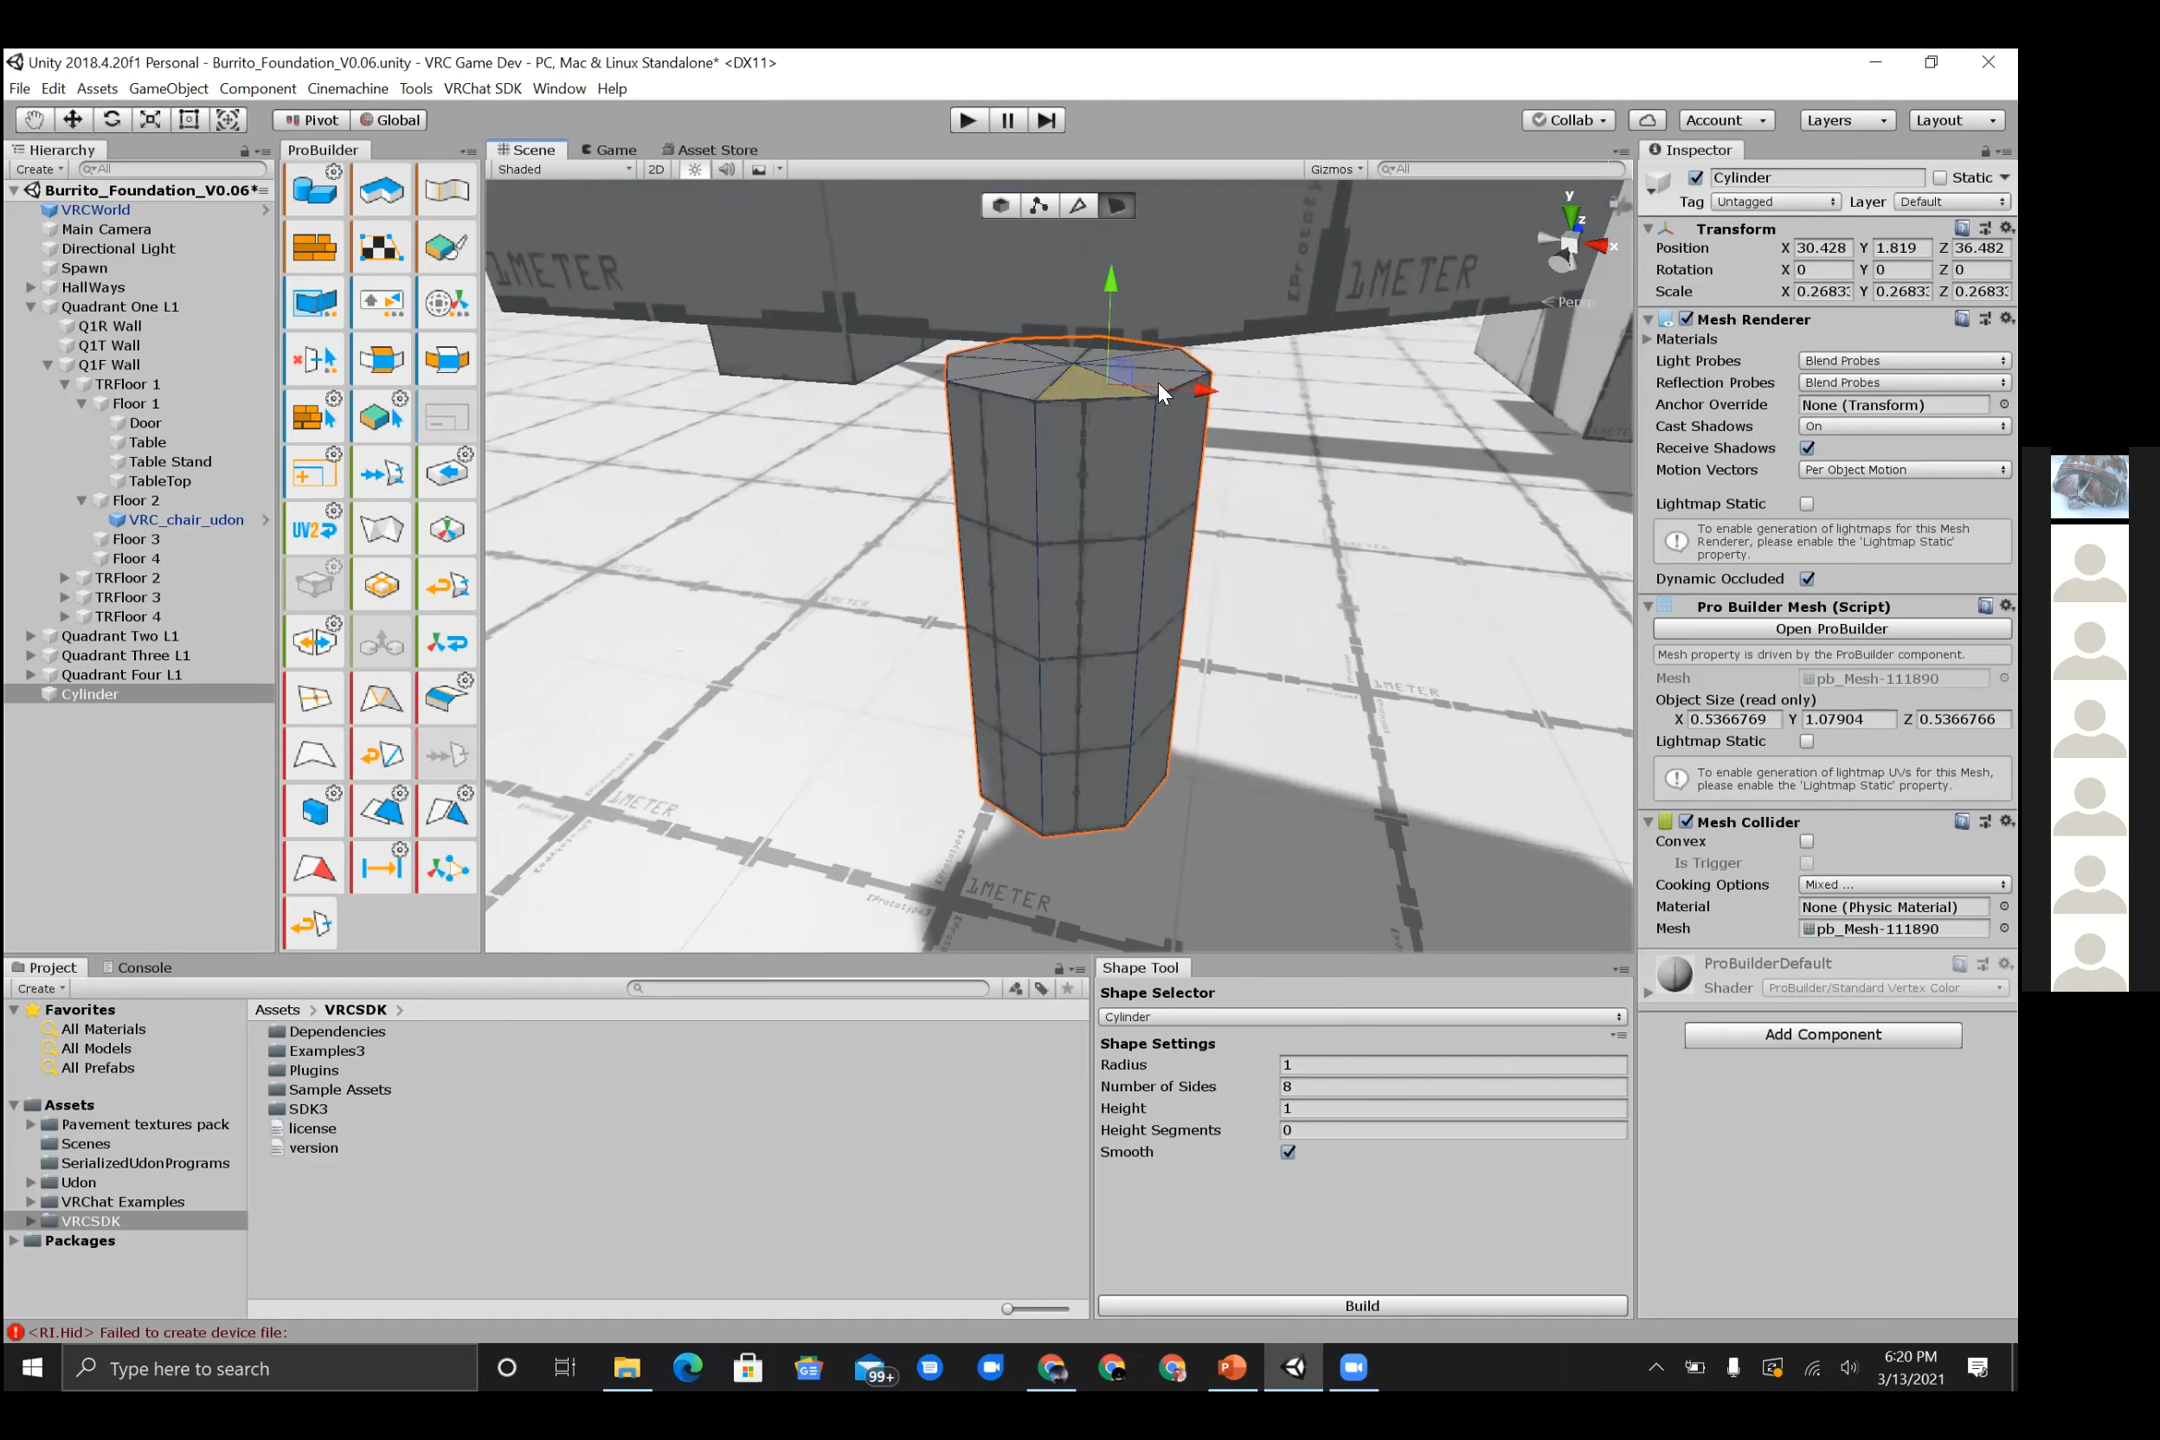 Unity 2018.4.20f1 Personal - Burrito_Foundation_V0.06.unity - VRC Game Dev - PC, Mac & Linux Standalone* <DX11>
File Edit Assets GameObject Component Cinemachine Tools VRChat SDK Window Help
Pivot Global Collab Account Layers Layout
Hierarchy
Create All
Burrito_Foundation_V0.06*
VRCWorld
Main Camera
Directional Light
Spawn
HallWays
Quadrant One L1
Q1R Wall
Q1T Wall
Q1F Wall
TRFloor 1
Floor 1
Door
Table
Table Stand
TableTop
Floor 2
VRC_chair_udon
Floor 3
Floor 4
TRFloor 2
TRFloor 3
TRFloor 4
Quadrant Two L1
Quadrant Three L1
Quadrant Four L1
Cylinder
ProBuilder
UV2
Scene Game Asset Store
Shaded 2D Gizmos All
y
z
x
Persp
1METER
1METER
1METER
1METER
1METER
Inspector
Cylinder Static
Tag Untagged Layer Default
Transform
Position X 30.428 Y 1.819 Z 36.482
Rotation X 0 Y 0 Z 0
Scale X 0.2683 Y 0.2683 Z 0.2683
Mesh Renderer
Materials
Light Probes Blend Probes
Reflection Probes Blend Probes
Anchor Override None (Transform)
Cast Shadows On
Receive Shadows
Motion Vectors Per Object Motion
Lightmap Static
To enable generation of lightmaps for this Mesh
Renderer, please enable the 'Lightmap Static'
property.
Dynamic Occluded
Pro Builder Mesh (Script)
Open ProBuilder
Mesh property is driven by the ProBuilder component.
Mesh pb_Mesh-111890
Object Size (read only)
X 0.5366769 Y 1.07904 Z 0.5366766
Lightmap Static
To enable generation of lightmap UVs for this Mesh,
please enable the 'Lightmap Static' property.
Mesh Collider
Convex
Is Trigger
Cooking Options Mixed ...
Material None (Physic Material)
Mesh pb_Mesh-111890
ProBuilderDefault
Shader ProBuilder/Standard Vertex Color
Add Component
Project Console
Create
Favorites
All Materials
All Models
All Prefabs
Assets
Pavement textures pack
Scenes
SerializedUdonPrograms
Udon
VRChat Examples
VRCSDK
Packages
Assets > VRCSDK >
Dependencies
Examples3
Plugins
Sample Assets
SDK3
license
version
Shape Tool
Shape Selector
Cylinder
Shape Settings
Radius 1
Number of Sides 8
Height 1
Height Segments 0
Smooth
Build
<RI.Hid> Failed to create device file:
Type here to search
GE
99+
6:20 PM
3/13/2021